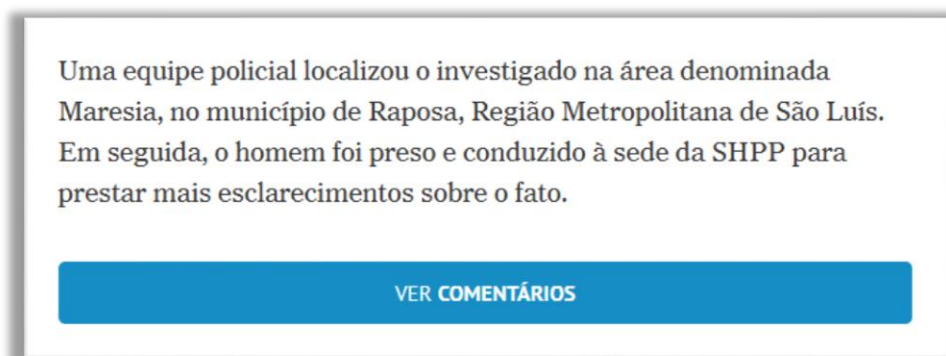 Uma equipe policial localizou o investigado na área denominada
Maresia, no município de Raposa, Região Metropolitana de São Luís.
Em seguida, o homem foi preso e conduzido à sede da SHPP para
prestar mais esclarecimentos sobre o fato.
VER COMENTÁRIOS